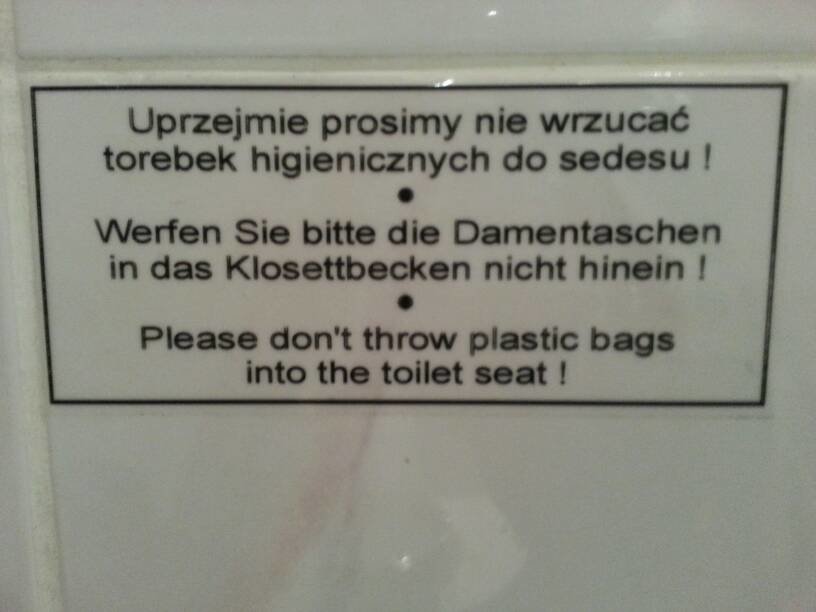 Uprzejmie prosimy nie wrzucać
torebek higienicznych do sedesu !
•
Werfen Sie bitte die Damentaschen
in das Klosettbecken nicht hinein !
•
Please don't throw plastic bags
into the toilet seat !